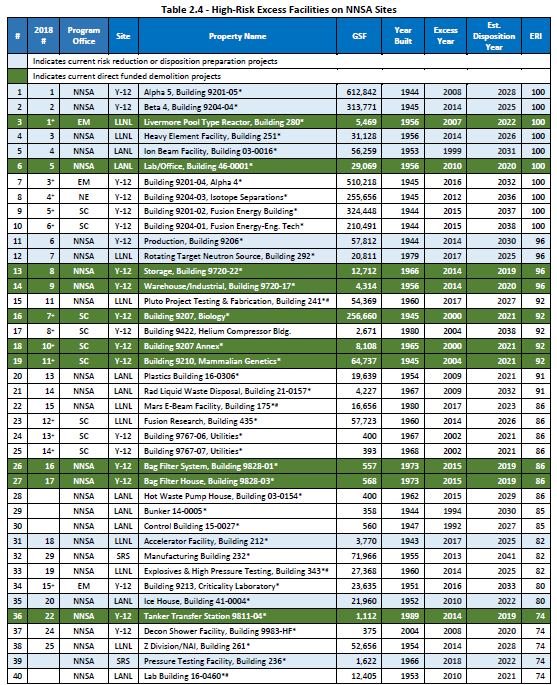 Table 2.4 - High-Risk Excess Facilities on NNSA Sites
# 2018 # Program Office Site Property Name GSF Year Built Excess Year Est. Disposition Year ERI
Indicates current risk reduction or disposition preparation projects
Indicates current direct funded demolition projects
1 1 NNSA Y-12 Alpha 5, Building 9201-05* 612,842 1944 2008 2028 100
2 2 NNSA Y-12 Beta 4, Building 9204-04* 313,771 1945 2014 2025 100
3 1+ EM LLNL Livermore Pool Type Reactor, Building 280* 5,469 1956 2007 2022 100
4 3 NNSA LLNL Heavy Element Facility, Building 251* 31,128 1956 2014 2026 100
5 4 NNSA LANL Ion Beam Facility, Building 03-0016* 56,259 1953 1999 2031 100
6 5 NNSA LANL Lab/Office, Building 46-0001* 29,069 1956 2010 2020 100
7 3+ EM Y-12 Building 9201-04, Alpha 4* 510,218 1945 2016 2032 100
8 4+ NE Y-12 Building 9204-03, Isotope Separations* 255,656 1945 2012 2036 100
9 5+ SC Y-12 Building 9201-02, Fusion Energy Building* 324,448 1944 2015 2037 100
10 6+ SC Y-12 Building 9204-01, Fusion Energy-Eng. Tech* 210,491 1944 2015 2038 100
11 6 NNSA Y-12 Production, Building 9206* 57,812 1944 2014 2030 96
12 7 NNSA LLNL Rotating Target Neutron Source, Building 292* 20,811 1979 2017 2025 96
13 8 NNSA Y-12 Storage, Building 9720-22* 12,712 1966 2014 2019 96
14 9 NNSA Y-12 Warehouse/Industrial, Building 9720-17* 4,314 1956 2014 2020 96
15 11 NNSA LLNL Pluto Project Testing & Fabrication, Building 241*# 54,369 1960 2017 2027 92
16 7+ SC Y-12 Building 9207, Biology* 256,660 1945 2000 2021 92
17 8+ SC Y-12 Building 9422, Helium Compressor Bldg. 2,671 1980 2004 2038 92
18 10+ SC Y-12 Building 9207 Annex* 8,108 1965 2000 2021 92
19 11+ SC Y-12 Building 9210, Mammalian Genetics* 64,737 1945 2004 2021 92
20 13 NNSA LANL Plastics Building 16-0306* 19,639 1954 2009 2021 91
21 14 NNSA LANL Rad Liquid Waste Disposal, Building 21-0157* 4,227 1967 2009 2032 91
22 15 NNSA LLNL Mars E-Beam Facility, Building 175*# 16,656 1980 2017 2023 86
23 12+ SC LLNL Fusion Research, Building 435* 57,723 1960 2014 2026 86
24 13+ SC Y-12 Building 9767-06, Utilities* 400 1967 2002 2021 86
25 14+ SC Y-12 Building 9767-07, Utilities* 393 1968 2002 2021 86
26 16 NNSA Y-12 Bag Filter System, Building 9828-01* 557 1973 2015 2019 86
27 17 NNSA Y-12 Bag Filter House, Building 9828-03* 568 1973 2015 2019 86
28 NNSA LANL Hot Waste Pump House, Building 03-0154* 400 1962 2015 2029 86
29 NNSA LANL Bunker 14-0005* 358 1944 1994 2030 85
30 NNSA LANL Control Building 15-0027* 560 1947 1992 2027 85
31 18 NNSA LLNL Accelerator Facility, Building 212* 3,770 1943 2017 2025 82
32 29 NNSA SRS Manufacturing Building 232* 71,966 1955 2013 2041 82
33 19 NNSA LLNL Explosives & High Pressure Testing, Building 343*# 27,368 1960 2014 2025 82
34 15+ EM Y-12 Building 9213, Criticality Laboratory* 23,635 1951 2016 2033 80
35 20 NNSA LANL Ice House, Building 41-0004* 21,960 1952 2010 2022 80
36 22 NNSA Y-12 Tanker Transfer Station 9811-04* 1,112 1989 2014 2019 74
37 24 NNSA Y-12 Decon Shower Facility, Building 9983-HF* 375 2004 2008 2020 74
38 25 NNSA LLNL Z Division/NAI, Building 261* 52,656 1954 2014 2028 74
39 NNSA SRS Pressure Testing Facility, Building 236* 1,622 1966 2018 2022 74
40 NNSA LANL Lab Building 16-0460*# 12,405 1953 2010 2021 74